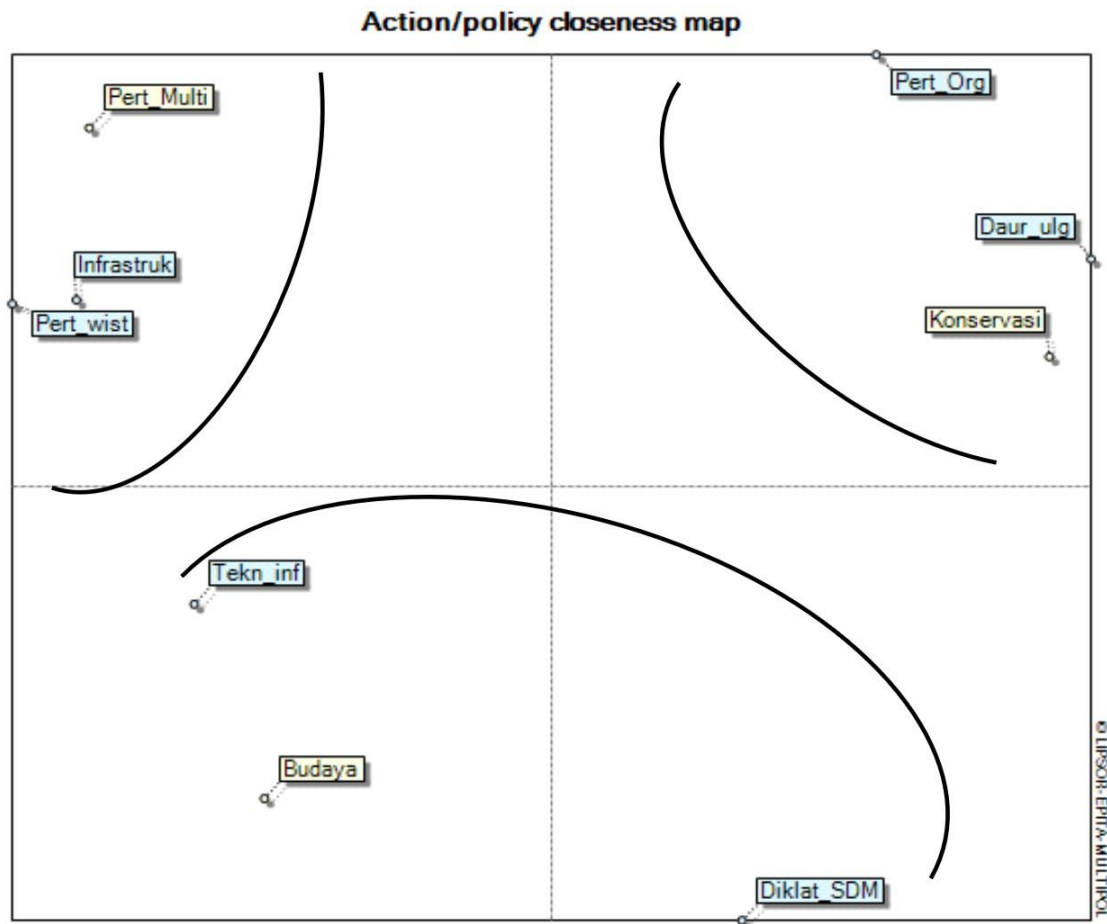 Action/policy closeness map
Pert_Org
Pert_Multi
Daur_ulg
Infrastruk
Konservasi
Pert_wist
Tekn_inf
Budaya
Diklat_SDM
© LIPSOR-EPITA-MULTIPOL